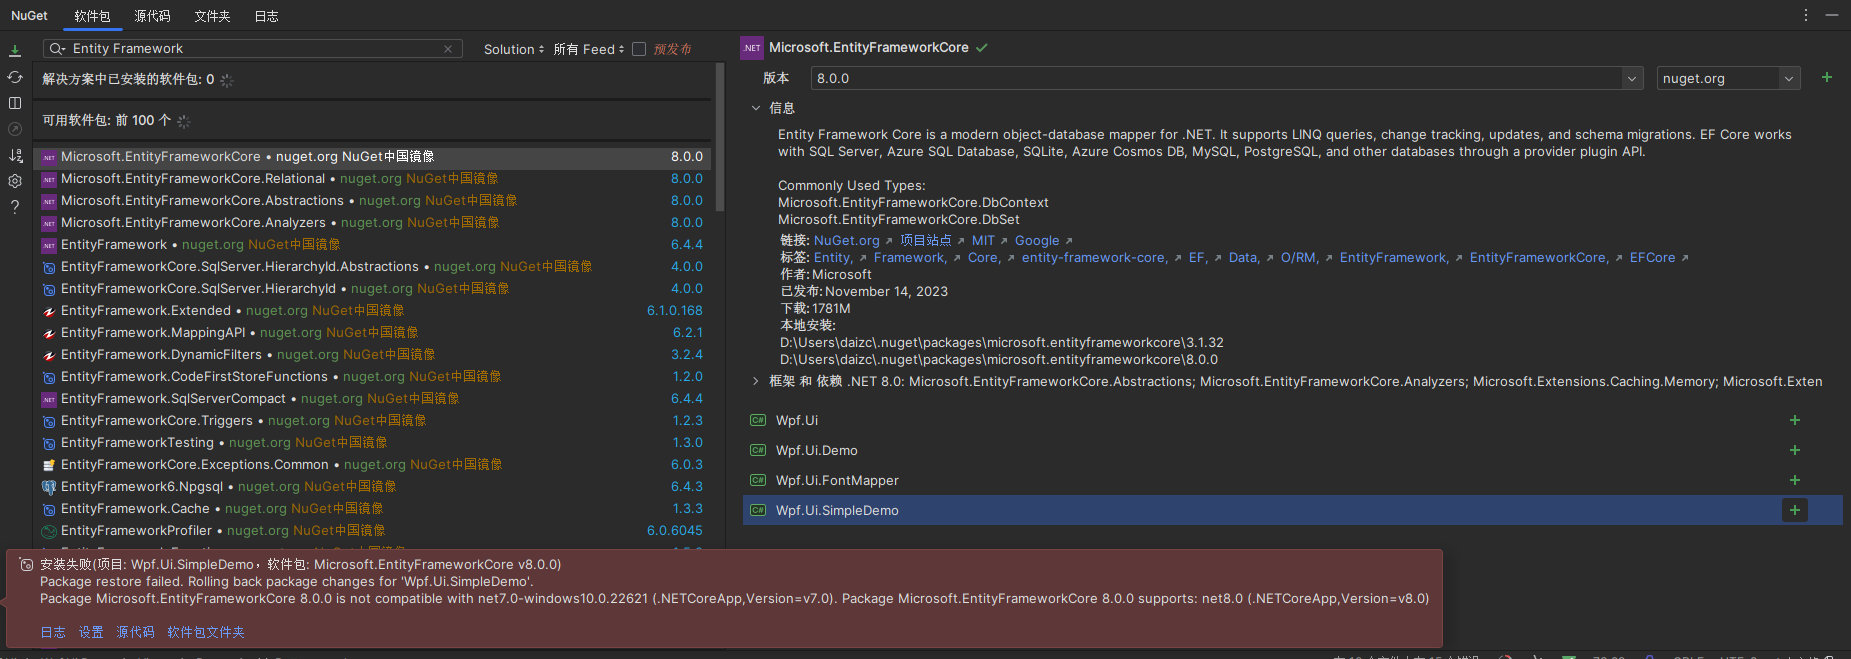 NuGet 软件包 源代码 文件夹 日志
Entity Framework
Solution 所有 Feed 预发布
解决方案中已安装的软件包: 0
可用软件包: 前 100 个
Microsoft.EntityFrameworkCore • nuget.org NuGet中国镜像 8.0.0
Microsoft.EntityFrameworkCore.Relational • nuget.org NuGet中国镜像 8.0.0
Microsoft.EntityFrameworkCore.Abstractions • nuget.org NuGet中国镜像 8.0.0
Microsoft.EntityFrameworkCore.Analyzers • nuget.org NuGet中国镜像 8.0.0
EntityFramework • nuget.org NuGet中国镜像 6.4.4
EntityFrameworkCore.SqlServer.HierarchyId.Abstractions • nuget.org NuGet中国镜像 4.0.0
EntityFrameworkCore.SqlServer.HierarchyId • nuget.org NuGet中国镜像 4.0.0
EntityFramework.Extended • nuget.org NuGet中国镜像 6.1.0.168
EntityFramework.MappingAPI • nuget.org NuGet中国镜像 6.2.1
EntityFramework.DynamicFilters • nuget.org NuGet中国镜像 3.2.4
EntityFramework.CodeFirstStoreFunctions • nuget.org NuGet中国镜像 1.2.0
EntityFramework.SqlServerCompact • nuget.org NuGet中国镜像 6.4.4
EntityFrameworkCore.Triggers • nuget.org NuGet中国镜像 1.2.3
EntityFrameworkTesting • nuget.org NuGet中国镜像 1.3.0
EntityFrameworkCore.Exceptions.Common • nuget.org NuGet中国镜像 6.0.3
EntityFramework6.Npgsql • nuget.org NuGet中国镜像 6.4.3
EntityFramework.Cache • nuget.org NuGet中国镜像 1.3.3
EntityFrameworkProfiler • nuget.org NuGet中国镜像 6.0.6045
.NET Microsoft.EntityFrameworkCore
版本 8.0.0 nuget.org
信息
Entity Framework Core is a modern object-database mapper for .NET. It supports LINQ queries, change tracking, updates, and schema migrations. EF Core works
with SQL Server, Azure SQL Database, SQLite, Azure Cosmos DB, MySQL, PostgreSQL, and other databases through a provider plugin API.
Commonly Used Types:
Microsoft.EntityFrameworkCore.DbContext
Microsoft.EntityFrameworkCore.DbSet
链接: NuGet.org 项目站点 MIT Google
标签: Entity, Framework, Core, entity-framework-core, EF, Data, O/RM, EntityFramework, EntityFrameworkCore, EFCore
作者: Microsoft
已发布: November 14, 2023
下载: 1781M
本地安装:
D:\Users\daizc\.nuget\packages\microsoft.entityframeworkcore\3.1.32
D:\Users\daizc\.nuget\packages\microsoft.entityframeworkcore\8.0.0
框架 和 依赖 .NET 8.0: Microsoft.EntityFrameworkCore.Abstractions; Microsoft.EntityFrameworkCore.Analyzers; Microsoft.Extensions.Caching.Memory; Microsoft.Exten
C# Wpf.Ui
C# Wpf.Ui.Demo
C# Wpf.Ui.FontMapper
C# Wpf.Ui.SimpleDemo
安装失败(项目: Wpf.Ui.SimpleDemo，软件包: Microsoft.EntityFrameworkCore v8.0.0)
Package restore failed. Rolling back package changes for 'Wpf.Ui.SimpleDemo'.
Package Microsoft.EntityFrameworkCore 8.0.0 is not compatible with net7.0-windows10.0.22621 (.NETCoreApp,Version=v7.0). Package Microsoft.EntityFrameworkCore 8.0.0 supports: net8.0 (.NETCoreApp,Version=v8.0)
日志 设置 源代码 软件包文件夹